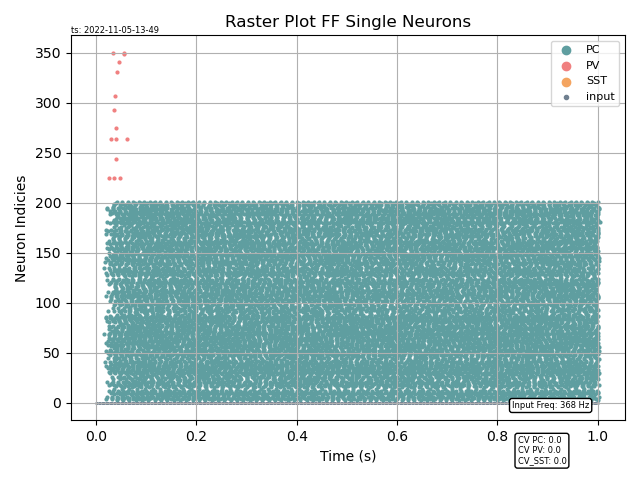 Raster Plot FF Single Neurons
ts: 2022-11-05-13-49
PC
PV
SST
input
Neuron Indicies
350
300
250
200
150
100
50
0
Input Freq: 368 Hz
0.0 0.2 0.4 0.6 0.8 1.0
Time (s)
CV PC: 0.0
CV PV: 0.0
CV_SST: 0.0